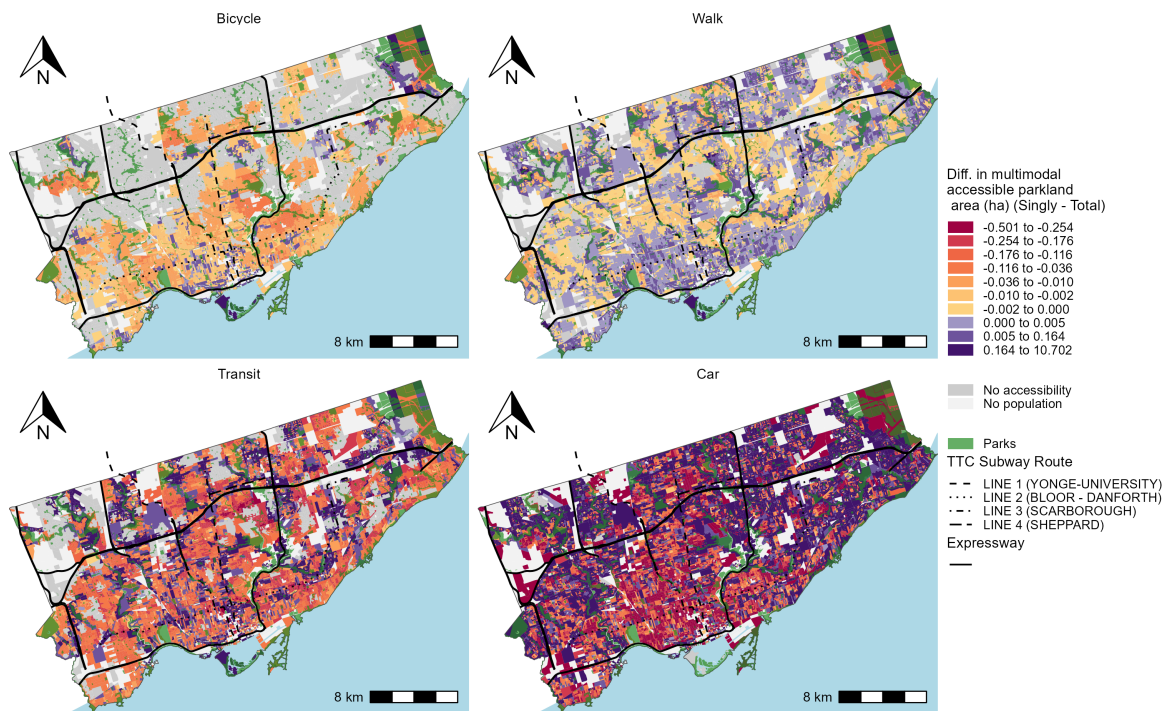 Bicycle
Walk
N
N
8 km
8 km
Transit
Car
N
N
8 km
8 km
Diff. in multimodal
accessible parkland
area (ha) (Singly - Total)
-0.501 to -0.254
-0.254 to -0.176
-0.176 to -0.116
-0.116 to -0.036
-0.036 to -0.010
-0.010 to -0.002
-0.002 to 0.000
0.000 to 0.005
0.005 to 0.164
0.164 to 10.702
No accessibility
No population
Parks
TTC Subway Route
LINE 1 (YONGE-UNIVERSITY)
LINE 2 (BLOOR - DANFORTH)
LINE 3 (SCARBOROUGH)
LINE 4 (SHEPPARD)
Expressway